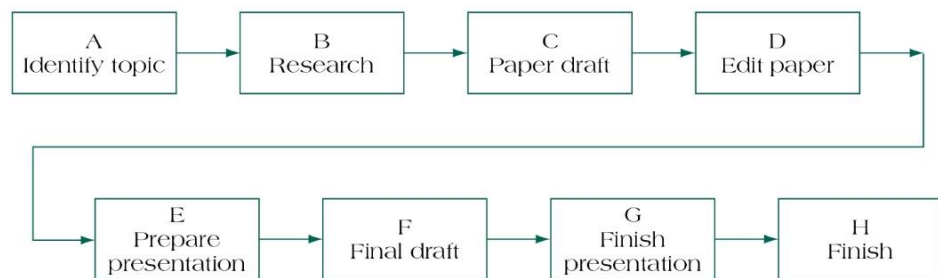 A
Identify topic
B
Research
C
Paper draft
D
Edit paper
E
Prepare
presentation
F
Final draft
G
Finish
presentation
H
Finish